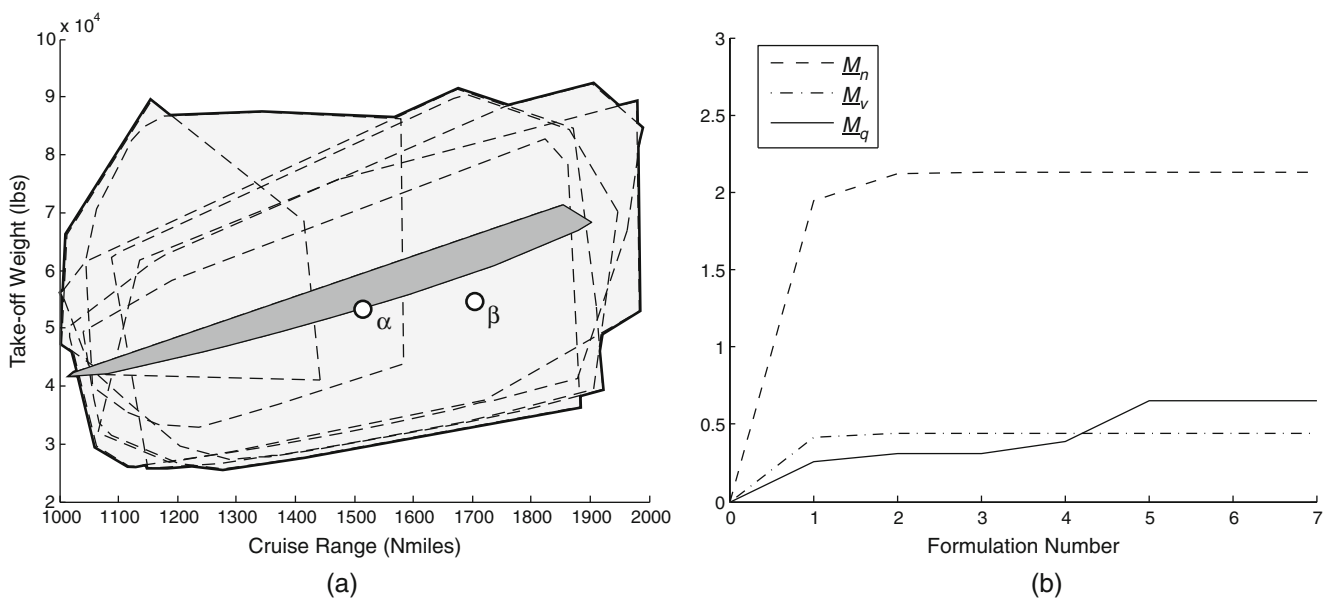 x 10⁴
10
9
8
7
6
5
4
3
2
1000 1100 1200 1300 1400 1500 1600 1700 1800 1900 2000
Take-off Weight (lbs)
Cruise Range (Nmiles)
α
β
(a)
3
2.5
2
1.5
1
0.5
0
0 1 2 3 4 5 6 7
M_n
M_v
M_q
Formulation Number
(b)